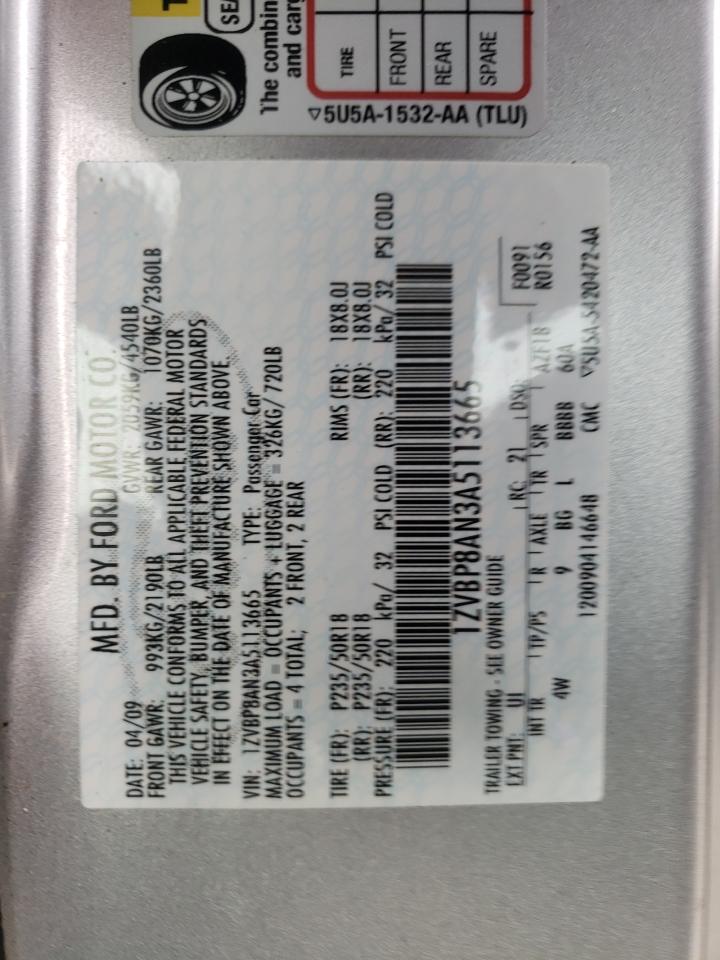 SEA
The combin
and carg
TIRE
FRONT
REAR
SPARE
▽5U5A-1532-AA (TLU)
MFD. BY FORD MOTOR CO.
DATE: 04/09 GVWR: 2059KG/4540LB
FRONT GAWR: 993KG/2190LB REAR GAWR: 1070KG/2360LB
THIS VEHICLE CONFORMS TO ALL APPLICABLE FEDERAL MOTOR
VEHICLE SAFETY, BUMPER, AND THEFT PREVENTION STANDARDS
IN EFFECT ON THE DATE OF MANUFACTURE SHOWN ABOVE.
VIN: 1ZVBP8AN3A5113665 TYPE: Passenger Car
MAXIMUM LOAD = OCCUPANTS + LUGGAGE = 326KG/720LB
OCCUPANTS = 4 TOTAL; 2 FRONT, 2 REAR
TIRE (FR): P235/50R18 RIMS (FR): 18X8.0J
(RR): P235/50R18 (RR): 18X8.0J
PRESSURE (FR): 220 kPa/ 32 PSI COLD (RR): 220 kPa/ 32 PSI COLD
1ZVBP8AN3A5113665
TRAILER TOWING - SEE OWNER GUIDE F0091
R0156
EXT PNT: UI RC: 21 DSO:
INT TR TP/PS R AXLE TR SPR AZF1B
4W 9 BG L BBBB 60A
1200904146648 CMC ▽5U5A-5420472-AA